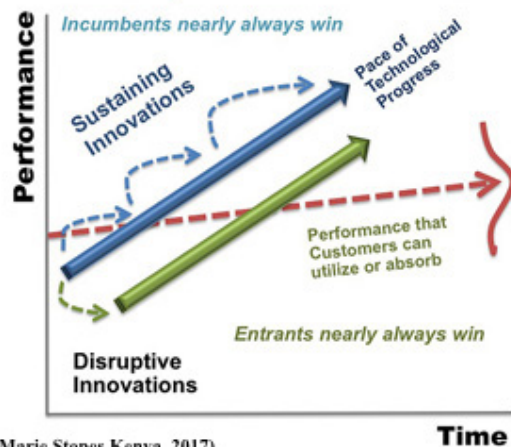 Incumbents nearly always win
Performance
Sustaining
Innovations
Pace of
Technological
Progress
Performance that
Customers can
utilize or absorb
Entrants nearly always win
Disruptive
Innovations
Marie Stopes Kenya, 2017)
Time